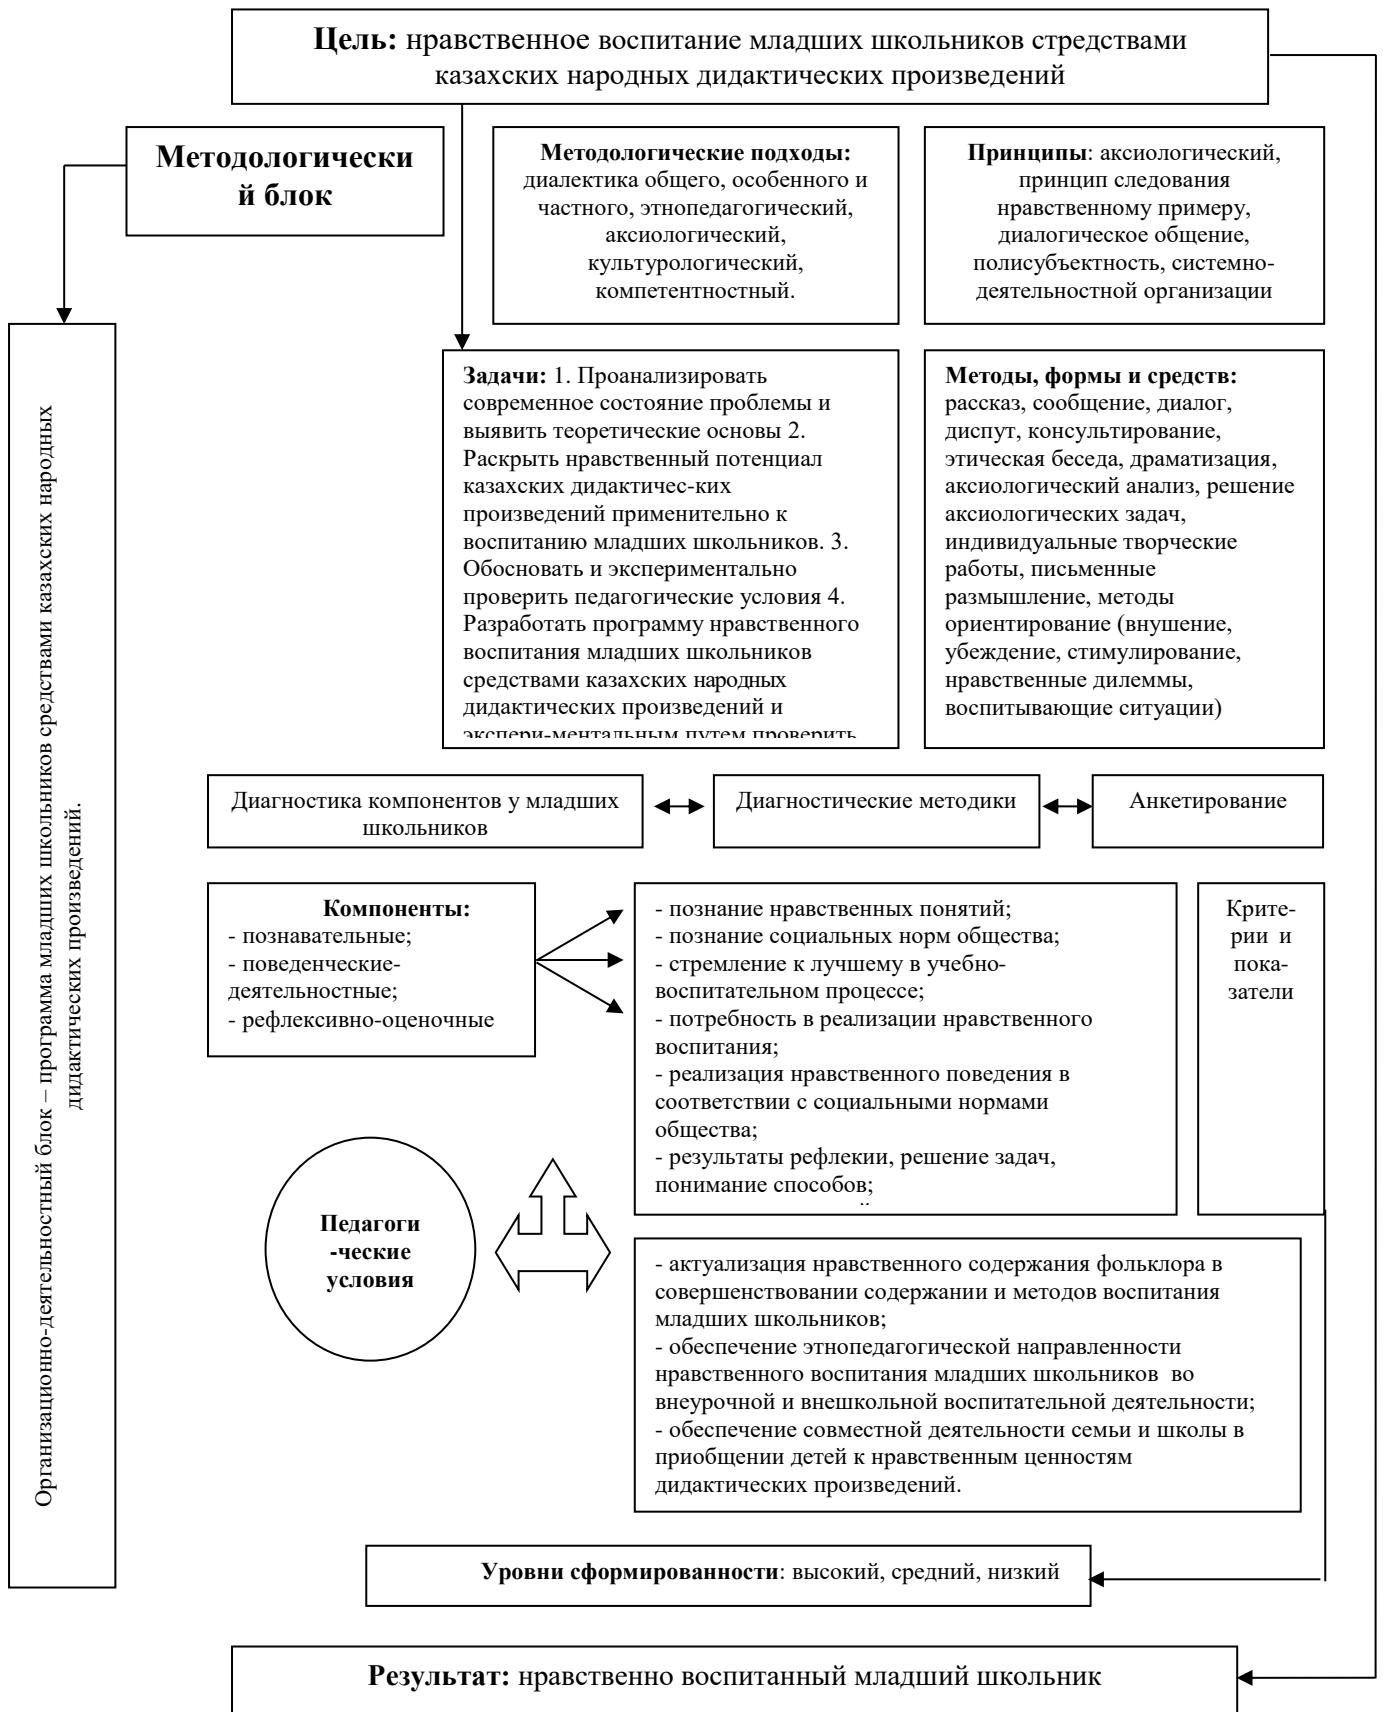 Цель: нравственное воспитание младших школьников стредствами
казахских народных дидактических произведений
Методологически
й блок
Методологические подходы:
диалектика общего, особенного и
частного, этнопедагогический,
аксиологический,
культурологический,
компетентностный.
Принципы: аксиологический,
принцип следования
нравственному примеру,
диалогическое общение,
полисубъектность, системно-
деятельностной организации
Организационно-деятельностный блок – программа младших школьников средствами казахских народных
дидактических произведений.
Задачи: 1. Проанализировать
современное состояние проблемы и
выявить теоретические основы 2.
Раскрыть нравственный потенциал
казахских дидактичес-ких
произведений применительно к
воспитанию младших школьников. 3.
Обосновать и экспериментально
проверить педагогические условия 4.
Разработать программу нравственного
воспитания младших школьников
средствами казахских народных
дидактических произведений и
экспери-ментальным путем проверить
Методы, формы и средств:
рассказ, сообщение, диалог,
диспут, консультирование,
этическая беседа, драматизация,
аксиологический анализ, решение
аксиологических задач,
индивидуальные творческие
работы, письменные
размышление, методы
ориентирование (внушение,
убеждение, стимулирование,
нравственные дилеммы,
воспитывающие ситуации)
Диагностика компонентов у младших
школьников
Диагностические методики
Анкетирование
Компоненты:
- познавательные;
- поведенческие-
деятельностные;
- рефлексивно-оценочные
- познание нравственных понятий;
- познание социальных норм общества;
- стремление к лучшему в учебно-
воспитательном процессе;
- потребность в реализации нравственного
воспитания;
- реализация нравственного поведения в
соответствии с социальными нормами
общества;
- результаты рефлекии, решение задач,
понимание способов;
Крите-
рии и
пока-
затели
Педагоги
-ческие
условия
- актуализация нравственного содержания фольклора в
совершенствовании содержании и методов воспитания
младших школьников;
- обеспечение этнопедагогической направленности
нравственного воспитания младших школьников во
внеурочной и внешкольной воспитательной деятельности;
- обеспечение совместной деятельности семьи и школы в
приобщении детей к нравственным ценностям
дидактических произведений.
Уровни сформированности: высокий, средний, низкий
Результат: нравственно воспитанный младший школьник